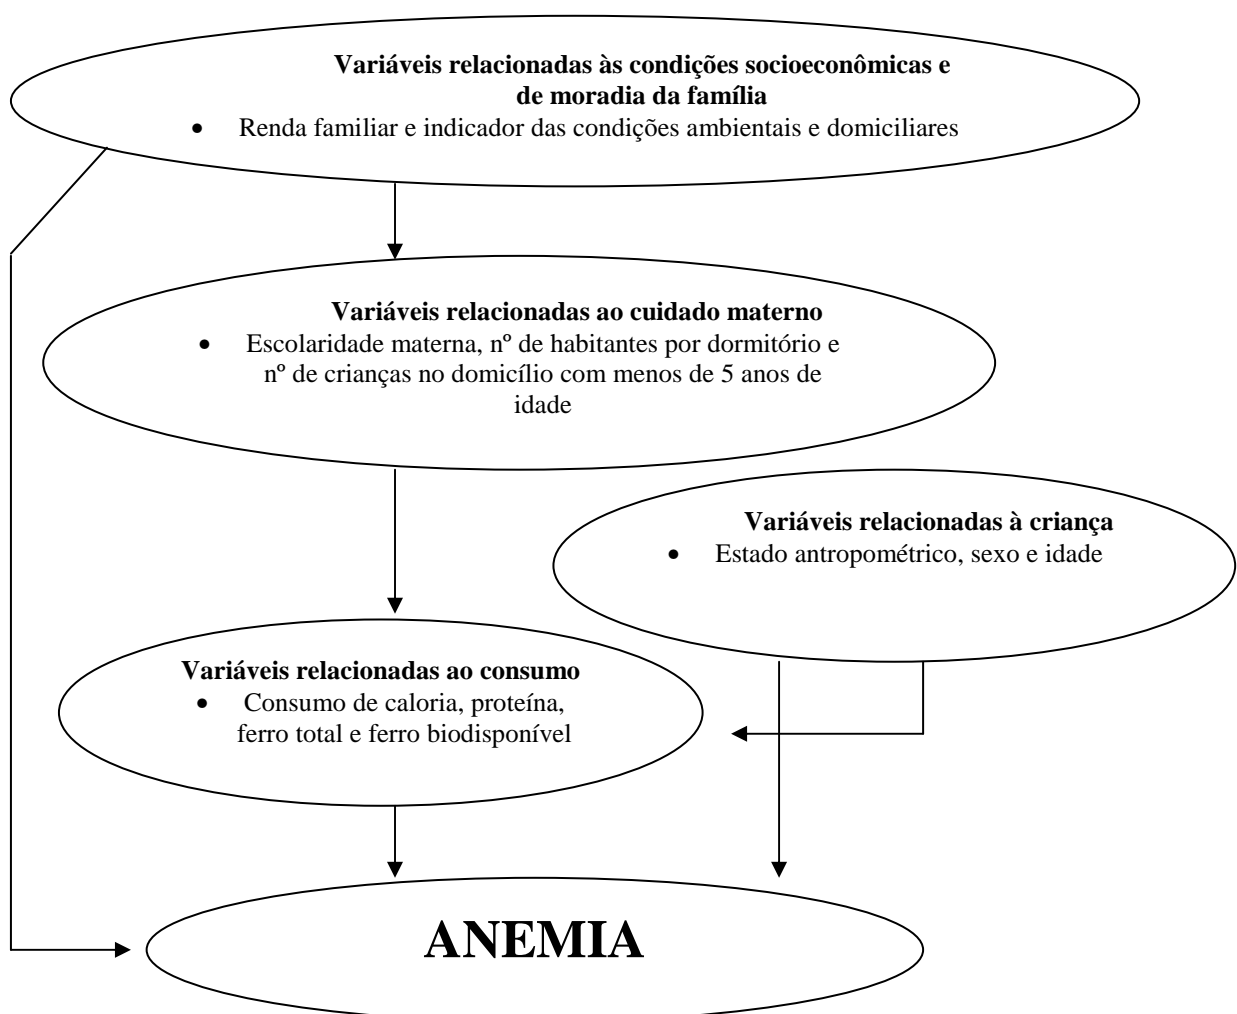 Variáveis relacionadas às condições socioeconômicas e
de moradia da família
• Renda familiar e indicador das condições ambientais e domiciliares
Variáveis relacionadas ao cuidado materno
• Escolaridade materna, nº de habitantes por dormitório e
nº de crianças no domicílio com menos de 5 anos de
idade
Variáveis relacionadas à criança
• Estado antropométrico, sexo e idade
Variáveis relacionadas ao consumo
• Consumo de caloria, proteína,
ferro total e ferro biodisponível
ANEMIA